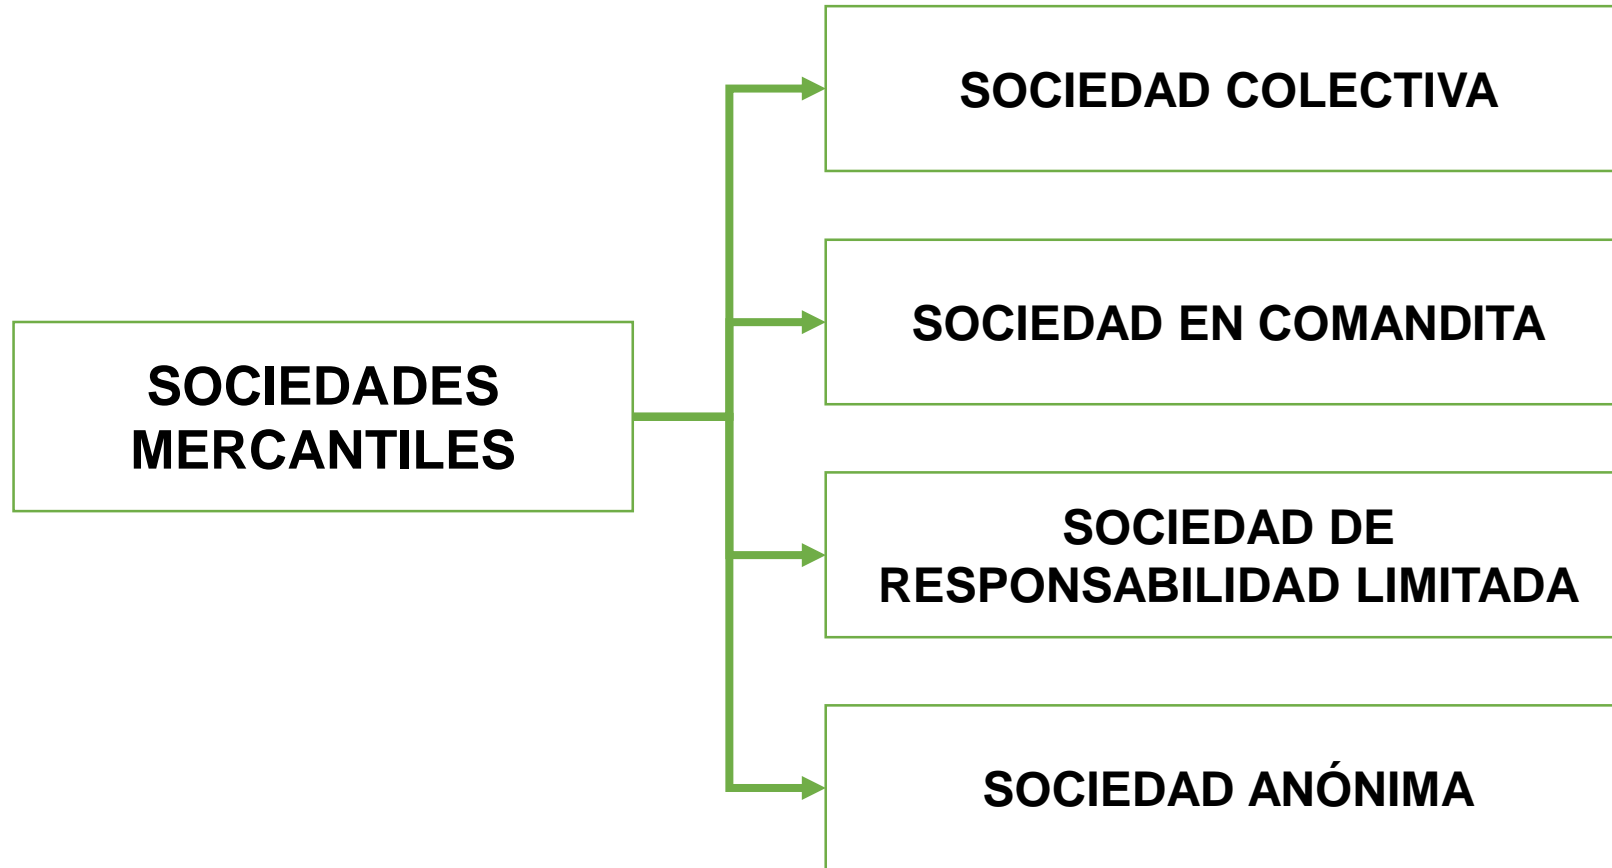 SOCIEDADES
MERCANTILES
SOCIEDAD COLECTIVA
SOCIEDAD EN COMANDITA
SOCIEDAD DE
RESPONSABILIDAD LIMITADA
SOCIEDAD ANÓNIMA